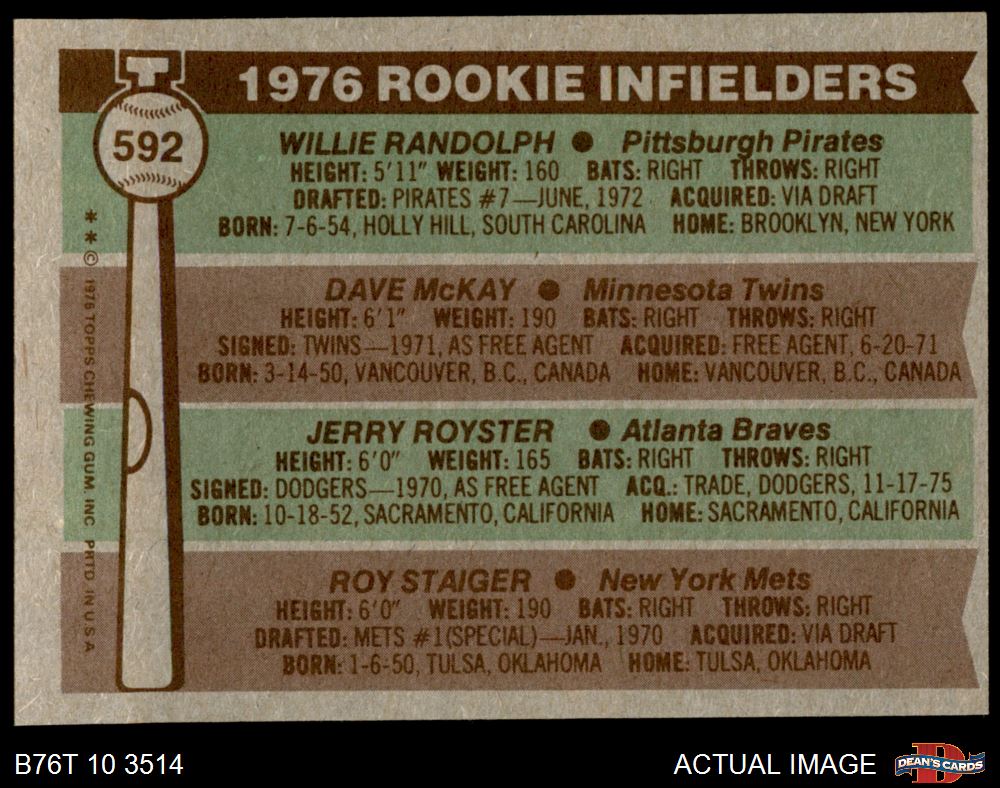 1976 ROOKIE INFIELDERS
592
WILLIE RANDOLPH ● Pittsburgh Pirates
HEIGHT: 5'11" WEIGHT: 160 BATS: RIGHT THROWS: RIGHT
DRAFTED: PIRATES #7—JUNE, 1972 ACQUIRED: VIA DRAFT
BORN: 7-6-54, HOLLY HILL, SOUTH CAROLINA HOME: BROOKLYN, NEW YORK
DAVE McKAY ● Minnesota Twins
HEIGHT: 6'1" WEIGHT: 190 BATS: RIGHT THROWS: RIGHT
SIGNED: TWINS—1971, AS FREE AGENT ACQUIRED: FREE AGENT, 6-20-71
BORN: 3-14-50, VANCOUVER, B.C., CANADA HOME: VANCOUVER, B.C., CANADA
JERRY ROYSTER ● Atlanta Braves
HEIGHT: 6'0" WEIGHT: 165 BATS: RIGHT THROWS: RIGHT
SIGNED: DODGERS—1970, AS FREE AGENT ACQ.: TRADE, DODGERS, 11-17-75
BORN: 10-18-52, SACRAMENTO, CALIFORNIA HOME: SACRAMENTO, CALIFORNIA
ROY STAIGER ● New York Mets
HEIGHT: 6'0" WEIGHT: 190 BATS: RIGHT THROWS: RIGHT
DRAFTED: METS #1(SPECIAL)—JAN., 1970 ACQUIRED: VIA DRAFT
BORN: 1-6-50, TULSA, OKLAHOMA HOME: TULSA, OKLAHOMA
**© 1976 TOPPS CHEWING GUM, INC. PRTD. IN U.S.A.
B76T 10 3514
ACTUAL IMAGE
D
DEAN'S CARDS